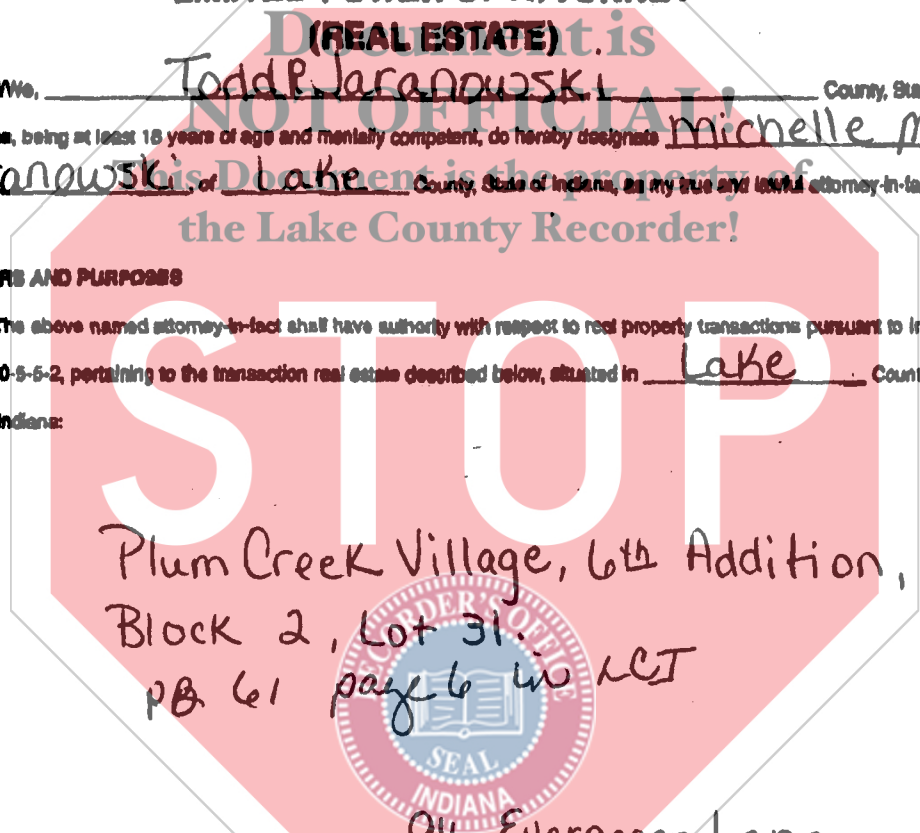 Document is
(REAL ESTATE)
We, Todd P. Jaranowski County, Sta
NOT OFFICIAL!
, being at least 18 years of age and mentally competent, do hereby designate Michelle
anowski, of Lake County, State of Indiana, as my true and lawful attorney-in-fa
This Document is the property of
the Lake County Recorder!
RS AND PURPOSES
The above named attorney-in-fact shall have authority with respect to real property transactions pursuant to I
0-5-5-2, pertaining to the transaction real estate described below, situated in Lake Coun
Indiana:
STOP
Plum Creek Village, 6th Addition,
Block 2, Lot 31.
PB 61 page 6 in LCI
RECORDER'S OFFICE
SEAL
INDIANA